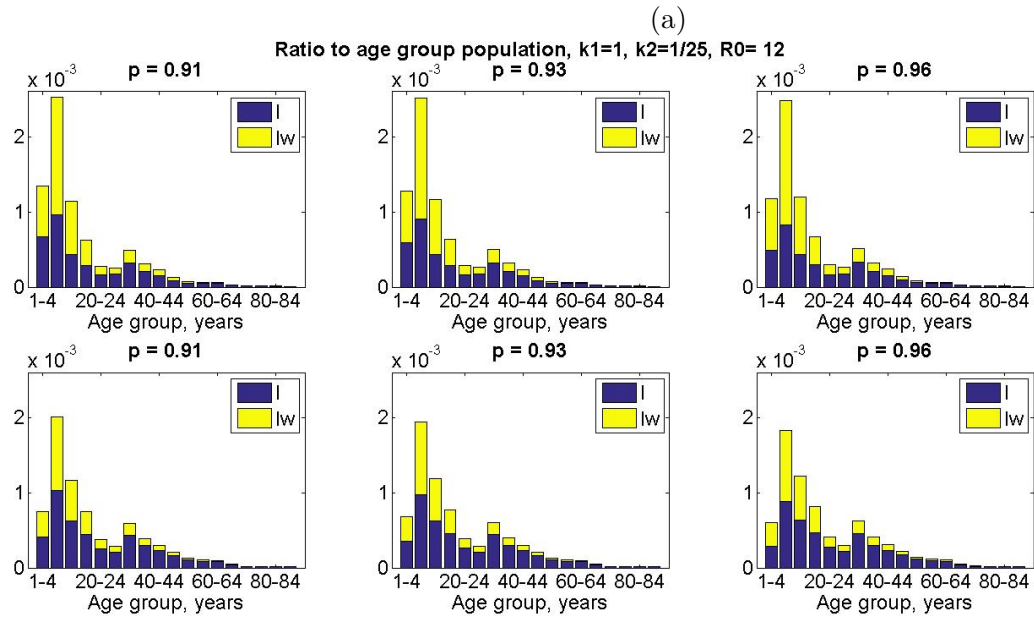 (a)
Ratio to age group population, k1=1, k2=1/25, R0= 12
p = 0.91
x 10-3
I
Iw
2
1
0
1-4 20-24 40-44 60-64 80-84
Age group, years
p = 0.93
x 10-3
I
Iw
2
1
0
1-4 20-24 40-44 60-64 80-84
Age group, years
p = 0.96
x 10-3
I
Iw
2
1
0
1-4 20-24 40-44 60-64 80-84
Age group, years
p = 0.91
x 10-3
I
Iw
2
1
0
1-4 20-24 40-44 60-64 80-84
Age group, years
p = 0.93
x 10-3
I
Iw
2
1
0
1-4 20-24 40-44 60-64 80-84
Age group, years
p = 0.96
x 10-3
I
Iw
2
1
0
1-4 20-24 40-44 60-64 80-84
Age group, years